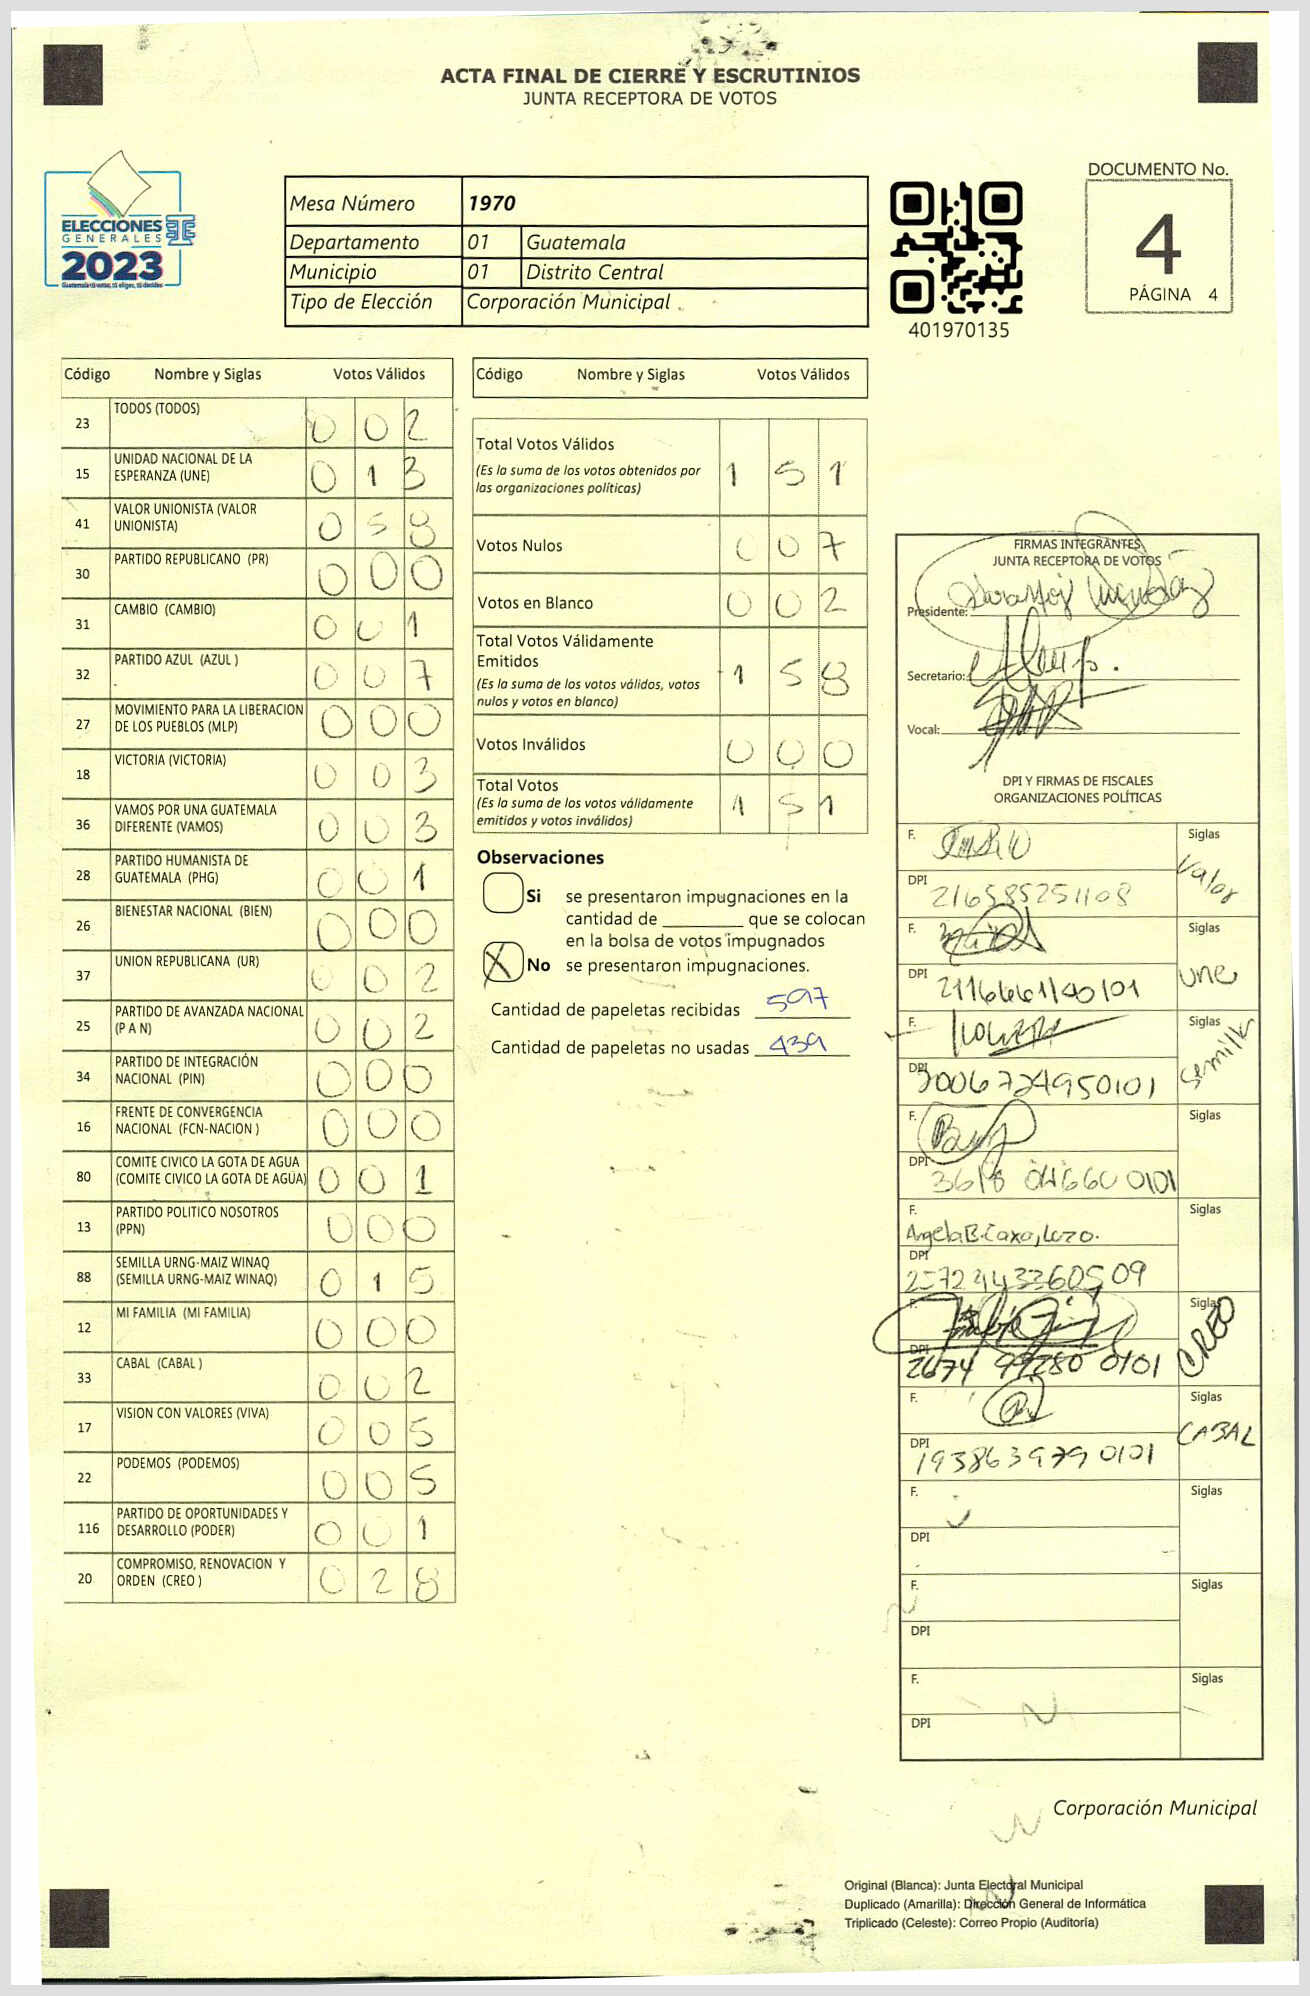 ACTA FINAL DE CIERRE Y ESCRUTINIOS
JUNTA RECEPTORA DE VOTOS
ELECCIONES
GENERALES
2023
Guatemala tú votas, tú eliges, tú decides
Mesa Número 1970
Departamento 01 Guatemala
Municipio 01 Distrito Central
Tipo de Elección Corporación Municipal
401970135
DOCUMENTO No.
4
PÁGINA 4
Código Nombre y Siglas Votos Válidos
23 TODOS (TODOS) 0 0 2
15 UNIDAD NACIONAL DE LA
ESPERANZA (UNE) 0 1 3
41 VALOR UNIONISTA (VALOR
UNIONISTA) 0 5 8
30 PARTIDO REPUBLICANO (PR) 0 0 0
31 CAMBIO (CAMBIO) 0 0 1
32 PARTIDO AZUL (AZUL ) 0 0 7
27 MOVIMIENTO PARA LA LIBERACION
DE LOS PUEBLOS (MLP) 0 0 0
18 VICTORIA (VICTORIA) 0 0 3
36 VAMOS POR UNA GUATEMALA
DIFERENTE (VAMOS) 0 0 3
28 PARTIDO HUMANISTA DE
GUATEMALA (PHG) 0 0 1
26 BIENESTAR NACIONAL (BIEN) 0 0 0
37 UNION REPUBLICANA (UR) 0 0 2
25 PARTIDO DE AVANZADA NACIONAL
(P A N) 0 0 2
34 PARTIDO DE INTEGRACIÓN
NACIONAL (PIN) 0 0 0
16 FRENTE DE CONVERGENCIA
NACIONAL (FCN-NACION ) 0 0 0
80 COMITE CIVICO LA GOTA DE AGUA
(COMITE CIVICO LA GOTA DE AGUA) 0 0 1
13 PARTIDO POLITICO NOSOTROS
(PPN) 0 0 0
88 SEMILLA URNG-MAIZ WINAQ
(SEMILLA URNG-MAIZ WINAQ) 0 1 5
12 MI FAMILIA (MI FAMILIA) 0 0 0
33 CABAL (CABAL ) 0 0 2
17 VISION CON VALORES (VIVA) 0 0 5
22 PODEMOS (PODEMOS) 0 0 5
116 PARTIDO DE OPORTUNIDADES Y
DESARROLLO (PODER) 0 0 1
20 COMPROMISO, RENOVACION Y
ORDEN (CREO ) 0 2 8
Código Nombre y Siglas Votos Válidos
Total Votos Válidos 1 5 1
(Es la suma de los votos obtenidos por
las organizaciones políticas)
Votos Nulos 0 0 7
Votos en Blanco 0 0 2
Total Votos Válidamente
Emitidos 1 5 8
(Es la suma de los votos válidos, votos
nulos y votos en blanco)
Votos Inválidos 0 0 0
Total Votos 1 5 1
(Es la suma de los votos válidamente
emitidos y votos inválidos)
Observaciones
Si se presentaron impugnaciones en la
cantidad de ________ que se colocan
en la bolsa de votos impugnados
X No se presentaron impugnaciones.
Cantidad de papeletas recibidas 597
Cantidad de papeletas no usadas 439
FIRMAS INTEGRANTES
JUNTA RECEPTORA DE VOTOS
Presidente:
Secretario:
Vocal:
DPI Y FIRMAS DE FISCALES
ORGANIZACIONES POLÍTICAS
F. Siglas
Valor
DPI
216585251108
F. Siglas
UNE
DPI
F. Siglas
Semilla
DPI
3006724950101
F. Siglas
DPI
3618 04660 0101
F. Siglas
DPI
F. Siglas
CREO
DPI
2674 99280 0101
F. Siglas
CABAL
DPI
193863979 0101
F. Siglas
DPI
F. Siglas
DPI
F. Siglas
DPI
Corporación Municipal
Original (Blanca): Junta Electoral Municipal
Duplicado (Amarilla): Dirección General de Informática
Triplicado (Celeste): Correo Propio (Auditoría)